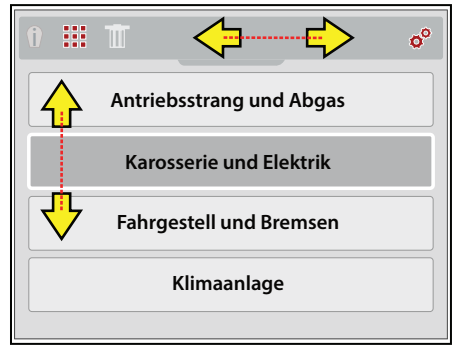 Antriebsstrang und Abgas
Karosserie und Elektrik
Fahrgestell und Bremsen
Klimaanlage